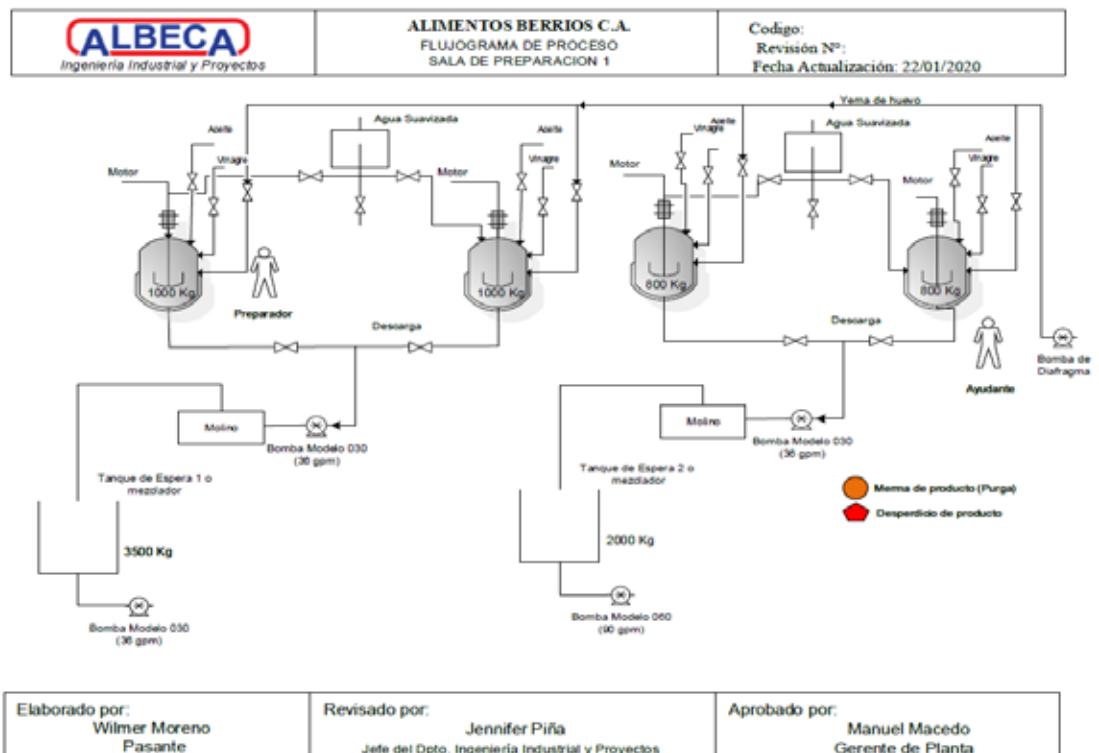 ALBECA
Ingeniería Industrial y Proyectos
ALIMENTOS BERRIOS C.A.
FLUJOGRAMA DE PROCESO
SALA DE PREPARACION 1
Codigo:
Revisión N°:
Fecha Actualización: 22/01/2020
Yema de huevo
Aceite
Agua Suavizada
Aceite
Vinagre
Aceite
Agua Suavizada
Aceite
Motor
Vinagre
Motor
Vinagre
Motor
Vinagre
Motor
1000 Kg
1000 Kg
800 Kg
800 Kg
Preparador
Descarga
Descarga
Bomba de
Diafragma
Ayudante
Molino
Bomba Modelo 030
(36 gpm)
Molino
Bomba Modelo 030
(36 gpm)
Tanque de Espera 1 o
mezclador
Tanque de Espera 2 o
mezclador
Merma de producto (Purga)
Desperdicio de producto
3500 Kg
2000 Kg
Bomba Modelo 030
(36 gpm)
Bomba Modelo 060
(90 gpm)
Elaborado por:
Wilmer Moreno
Pasante
Revisado por:
Jennifer Piña
Jefe del Dpto. Ingeniería Industrial y Proyectos
Aprobado por:
Manuel Macedo
Gerente de Planta